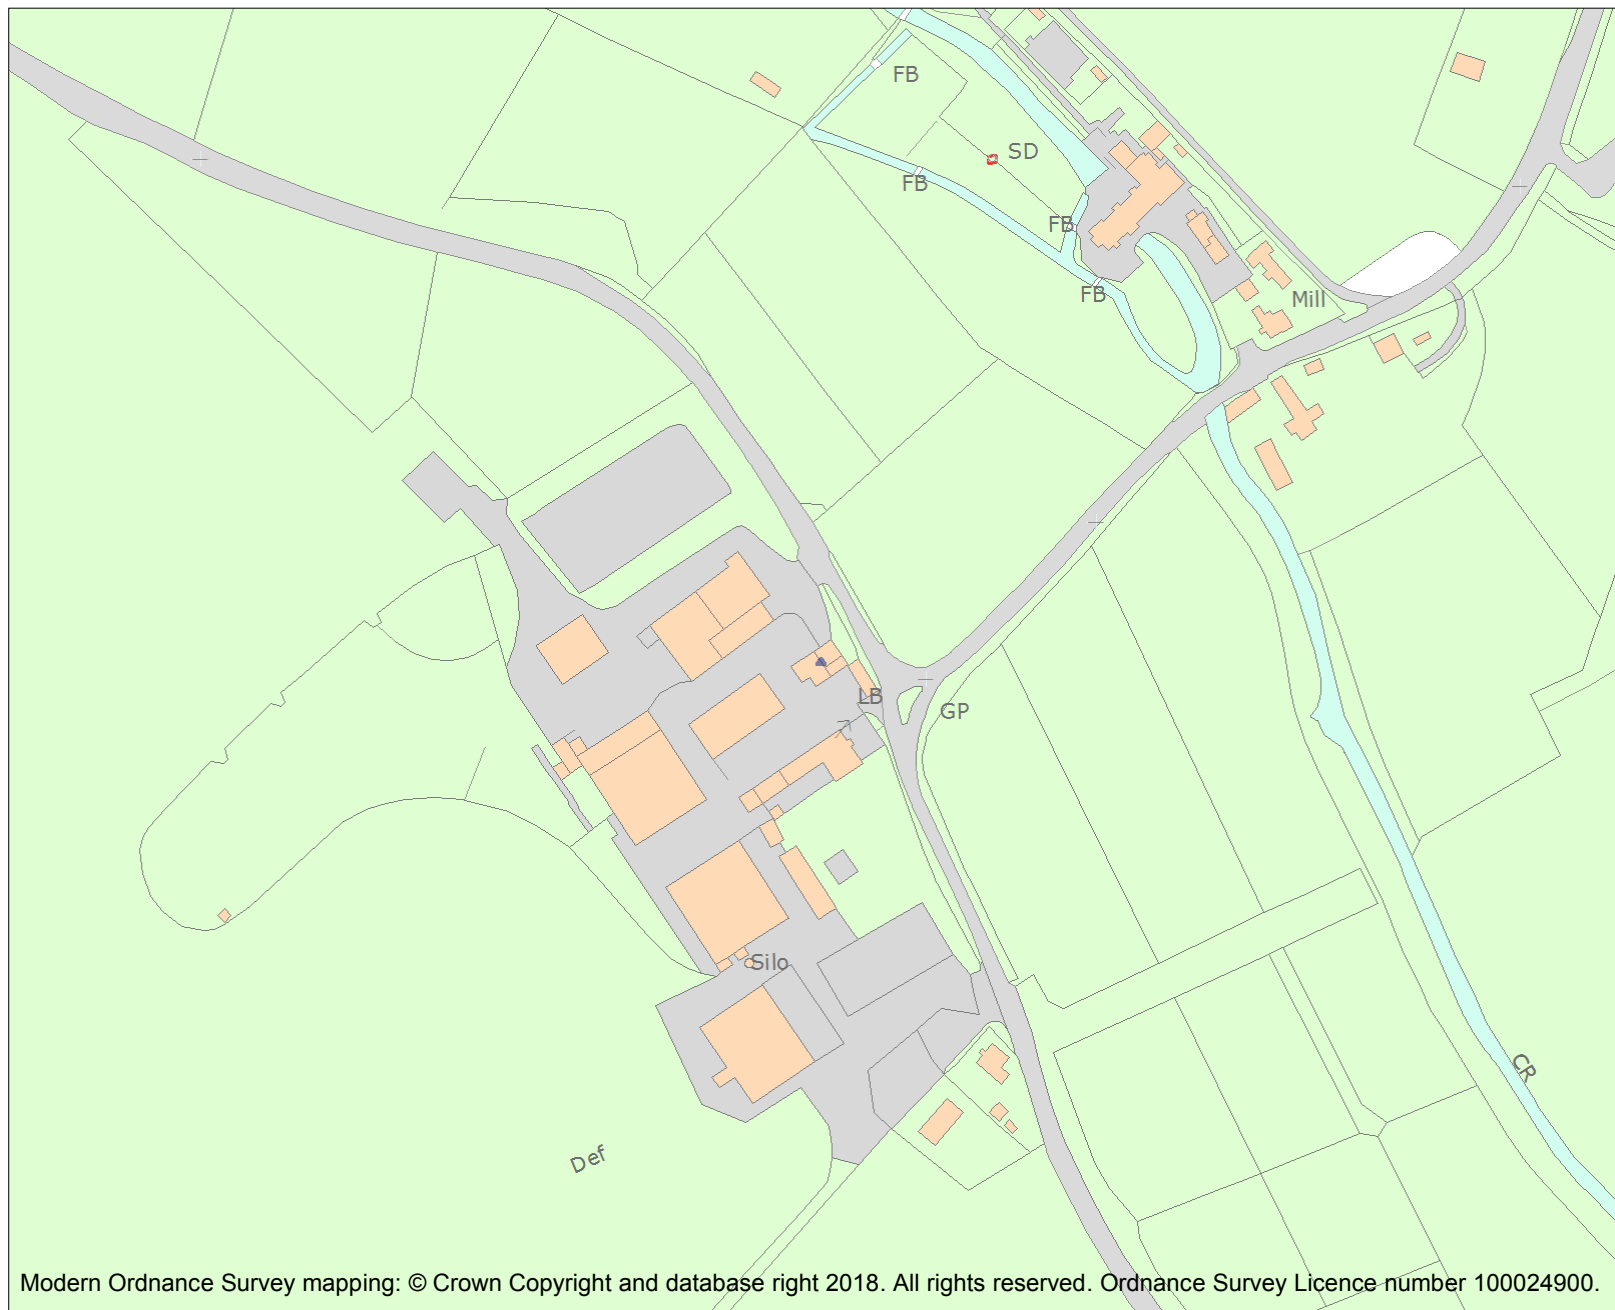 FB
SD
FB
FB
FB
Mill
LB
GP
Silo
CR
Def
Modern Ordnance Survey mapping: © Crown Copyright and database right 2018. All rights reserved. Ordnance Survey Licence number 100024900.